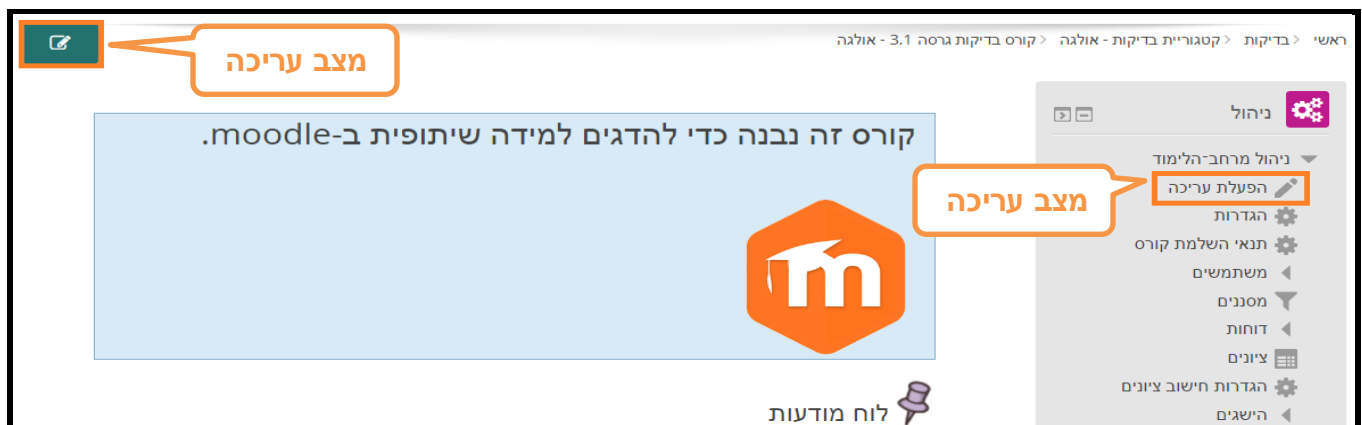 ראשי > בדיקות > קטגוריית בדיקות - אולגה > קורס בדיקות גרסה 3.1 - אולגה
מצב עריכה
ניהול
ניהול מרחב־הלימוד
הפעלת עריכה
מצב עריכה
הגדרות
תנאי השלמת קורס
משתמשים
מסננים
דוחות
ציונים
הגדרות חישוב ציונים
הישגים
קורס זה נבנה כדי להדגים למידה שיתופית ב-moodle.
m
לוח מודעות